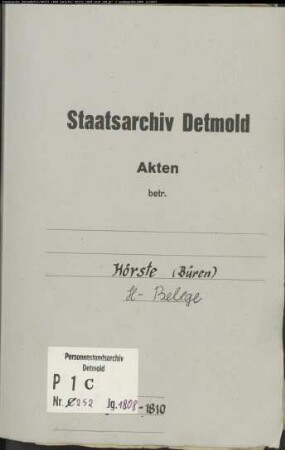 Staatsarchiv Detmold
Akten
betr.
Hörste (Büren)
H- Belege
Personenstandsarchiv
Detmold
P 1 C
Nr. 252 Jg. 1808
-1810